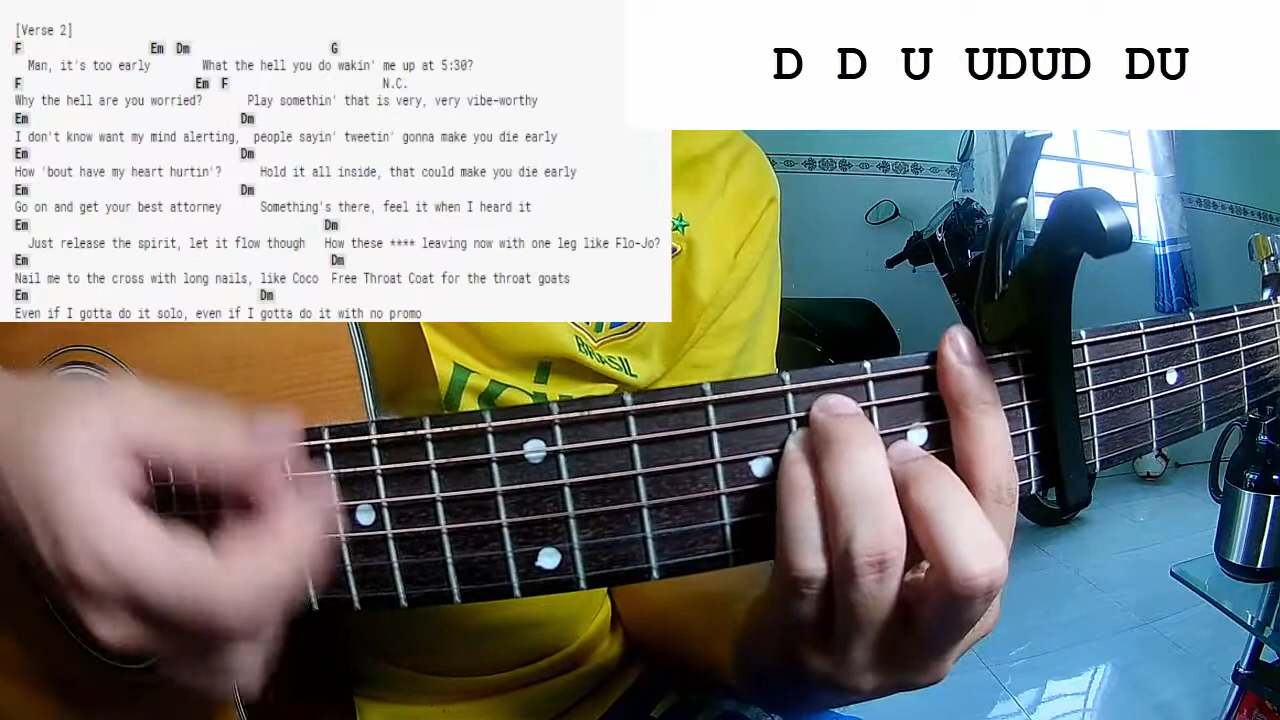 [Verse 2]
F Em Dm G
Man, it's too early What the hell you do wakin' me up at 5:30?
F Em F N.C.
Why the hell are you worried? Play somethin' that is very, very vibe-worthy
Em Dm
I don't know want my mind alerting, people sayin' tweetin' gonna make you die early
Em Dm
How 'bout have my heart hurtin'? Hold it all inside, that could make you die early
Em Dm
Go on and get your best attorney Something's there, feel it when I heard it
Em Dm
Just release the spirit, let it flow though How these **** leaving now with one leg like Flo-Jo?
Em Dm
Nail me to the cross with long nails, like Coco Free Throat Coat for the throat goats
Em Dm
Even if I gotta do it solo, even if I gotta do it with no promo
D D U UDUD DU
BRASIL